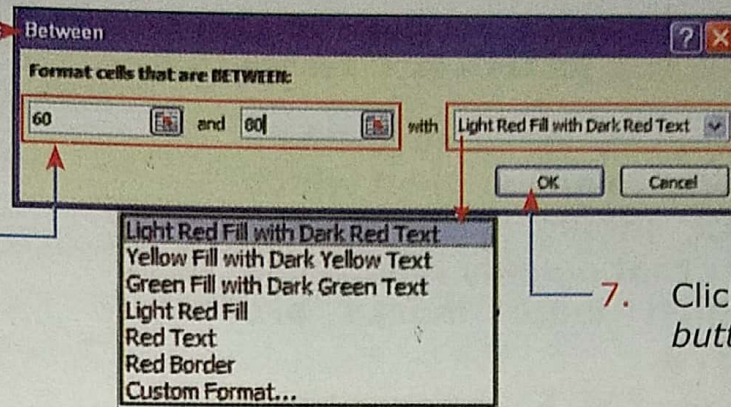 Between
Format cells that are BETWEEN:
60 and 80 with Light Red Fill with Dark Red Text
OK Cancel
Light Red Fill with Dark Red Text
Yellow Fill with Dark Yellow Text
Green Fill with Dark Green Text
Light Red Fill
Red Text
Red Border
Custom Format...
7. Clic
butt